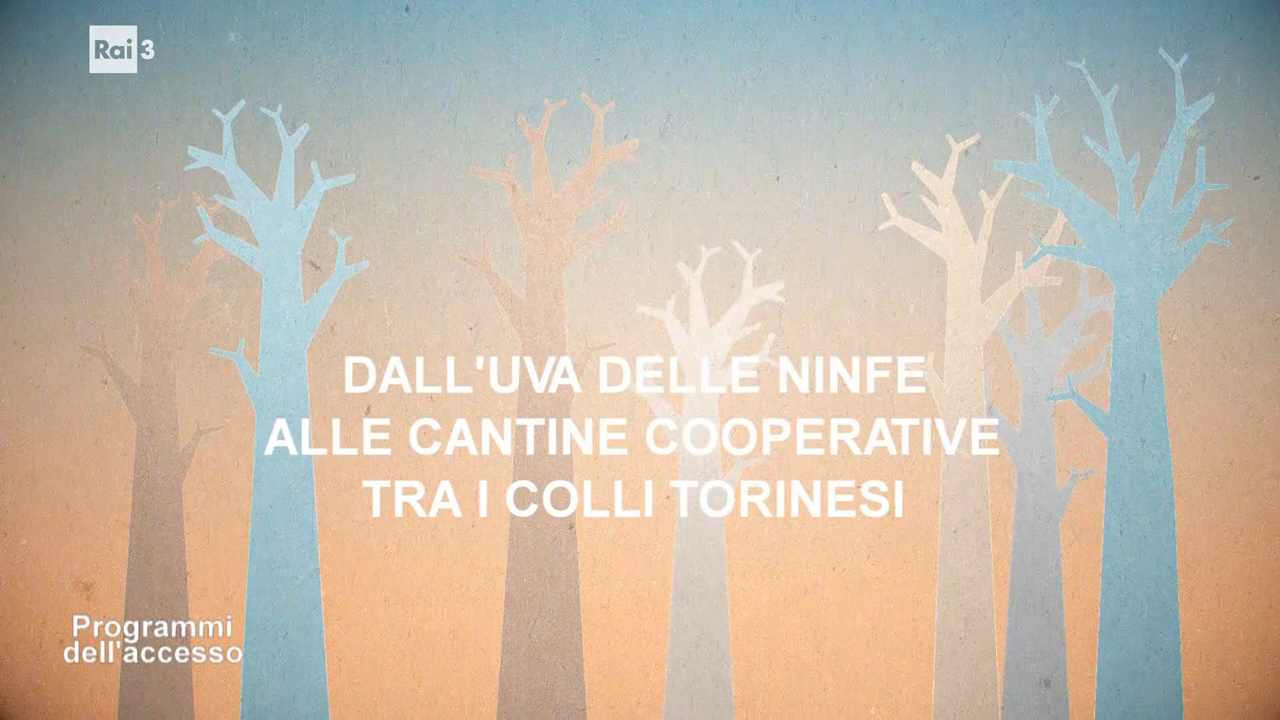 Rai 3
DALL'UVA DELLE NINFE
ALLE CANTINE COOPERATIVE
TRA I COLLI TORINESI
Programmi
dell'accesso